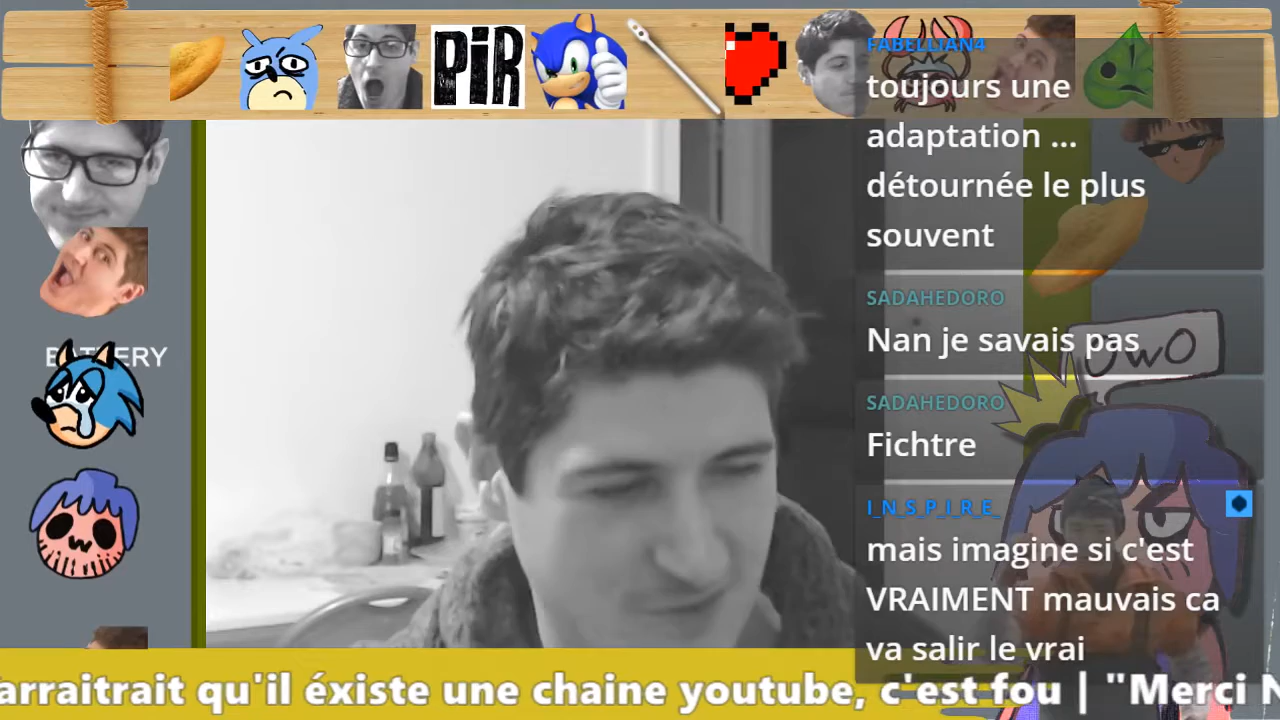 PiR
FABELLIAN4
toujours une
adaptation ...
détournée le plus
souvent
SADAHEDORO
Nan je savais pas
SADAHEDORO
Fichtre
I_N_S_P_I_R_E_
mais imagine si c'est
VRAIMENT mauvais ca
va salir le vrai
UwO
arraitrait qu'il éxiste une chaine youtube, c'est fou | "Merci N